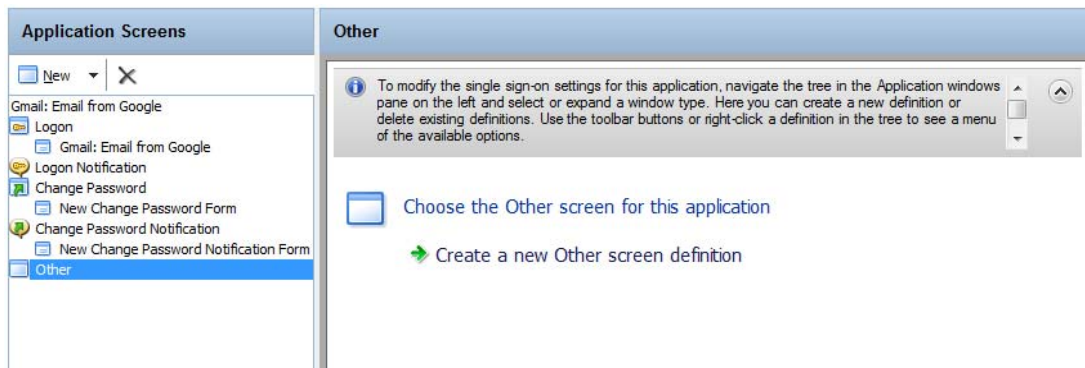 Application Screens
Other
New
Gmail: Email from Google
Logon
Gmail: Email from Google
Logon Notification
Change Password
New Change Password Form
Change Password Notification
New Change Password Notification Form
Other
To modify the single sign-on settings for this application, navigate the tree in the Application windows
pane on the left and select or expand a window type. Here you can create a new definition or
delete existing definitions. Use the toolbar buttons or right-click a definition in the tree to see a menu
of the available options.
Choose the Other screen for this application
Create a new Other screen definition